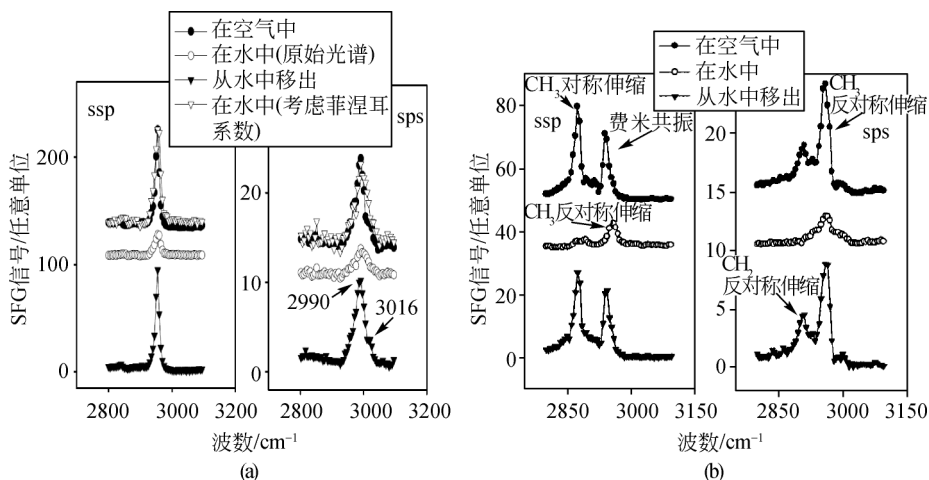 在空气中
在水中(原始光谱)
从水中移出
在水中(考虑菲涅耳
系数)
ssp
sps
200
100
0
20
10
0
2990
3016
2800
3000
3200
2800
3000
3200
SFG信号/任意单位
波数/cm⁻¹
(a)
在空气中
在水中
从水中移出
CH₃对称伸缩
ssp
费米共振
CH₃反对称伸缩
80
60
40
20
0
CH₃
反对称伸缩
sps
CH₂
反对称伸缩
15
10
5
0
2850
3000
3150
2850
3000
3150
SFG信号/任意单位
波数/cm⁻¹
(b)